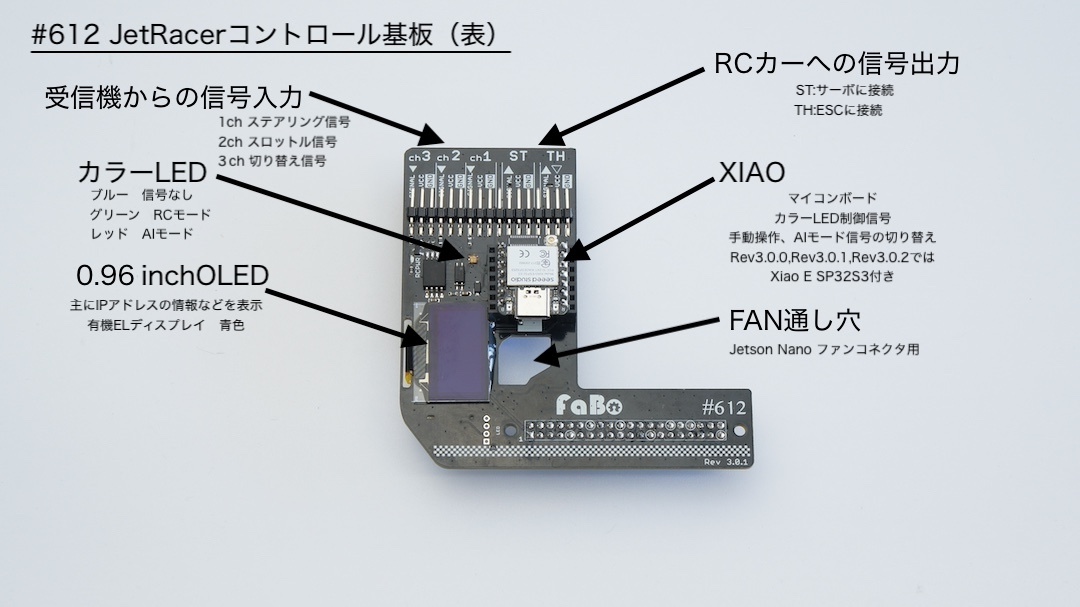 #612 JetRacerコントロール基板（表）
受信機からの信号入力
1ch ステアリング信号
2ch スロットル信号
3ch 切り替え信号
カラーLED
ブルー　信号なし
グリーン　RCモード
レッド　AIモード
0.96 inchOLED
主にIPアドレスの情報などを表示
有機ELディスプレイ　青色
RCカーへの信号出力
ST:サーボに接続
TH:ESCに接続
XIAO
マイコンボード
カラーLED制御信号
手動操作、AIモード信号の切り替え
Rev3.0.0,Rev3.0.1,Rev3.0.2では
Xiao E SP32S3付き
FAN通し穴
Jetson Nano ファンコネクタ用
ch3 ch2 ch1 ST TH
VCC GND
seeed studio
FaBo #612
Rev 3.0.1